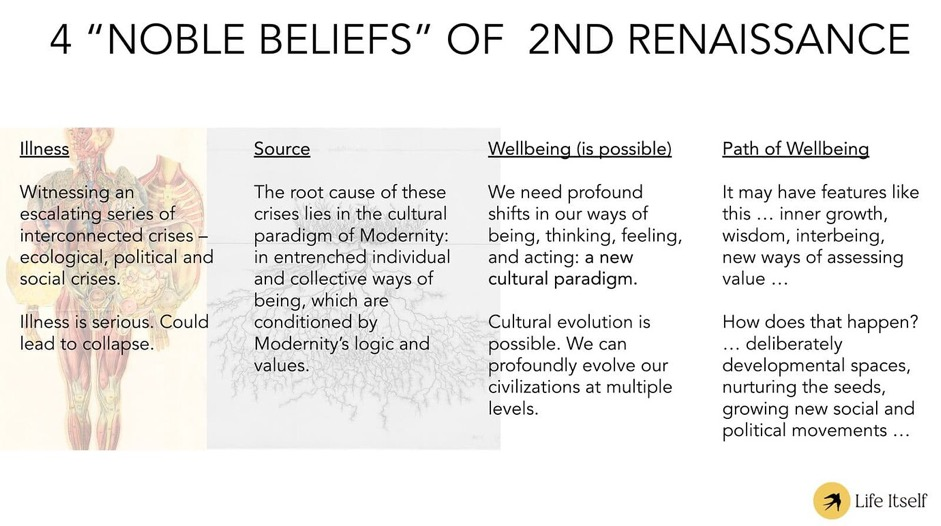 4 “NOBLE BELIEFS” OF 2ND RENAISSANCE
Illness
Witnessing an
escalating series of
interconnected crises –
ecological, political and
social crises.
Illness is serious. Could
lead to collapse.
Source
The root cause of these
crises lies in the cultural
paradigm of Modernity:
in entrenched individual
and collective ways of
being, which are
conditioned by
Modernity’s logic and
values.
Wellbeing (is possible)
We need profound
shifts in our ways of
being, thinking, feeling,
and acting: a new
cultural paradigm.
Cultural evolution is
possible. We can
profoundly evolve our
civilizations at multiple
levels.
Path of Wellbeing
It may have features like
this … inner growth,
wisdom, interbeing,
new ways of assessing
value …
How does that happen?
… deliberately
developmental spaces,
nurturing the seeds,
growing new social and
political movements …
Life Itself